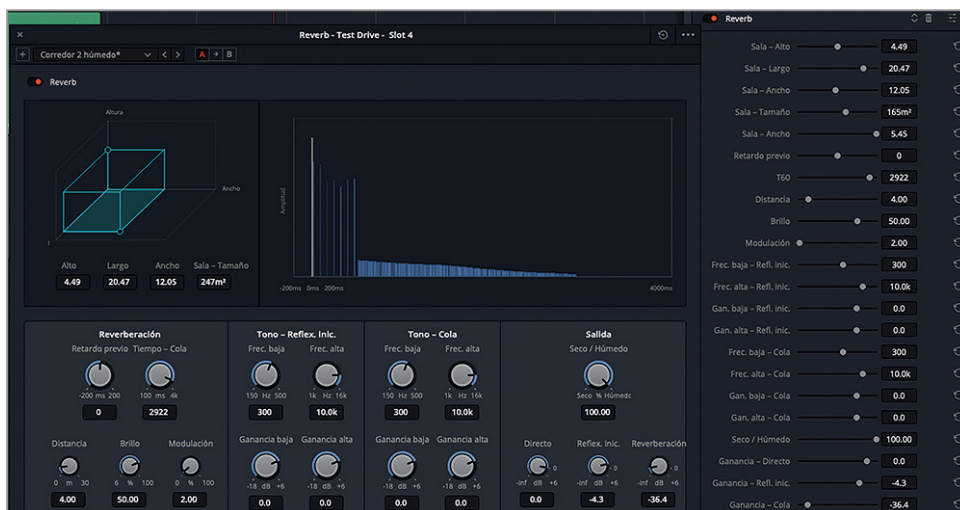 Reverb - Test Drive - Slot 4
Corredor 2 húmedo*
A
B
Reverb
Altura
Ancho
L
Alto
Largo
Ancho
Sala – Tamaño
4.49
20.47
12.05
247m²
Amplitud
-200ms 0ms 200ms
4000ms
Reverberación
Retardo previo Tiempo – Cola
-200 ms 200
100 ms 4k
0
2922
Distancia
Brillo
Modulación
0 m 30
6 % 100
0 % 100
4.00
50.00
2.00
Tono – Reflex. inic.
Frec. baja
Frec. alta
150 Hz 500
1k Hz 16k
300
10.0k
Ganancia baja
Ganancia alta
-18 dB +6
-18 dB +6
0.0
0.0
Tono – Cola
Frec. baja
Frec. alta
150 Hz 500
1k Hz 16k
300
10.0k
Ganancia baja
Ganancia alta
-18 dB +6
-18 dB +6
0.0
0.0
Salida
Seco / Húmedo
Seco % Húmedc
100.00
Directo
Reflex. inic.
Reverberación
0
0
0
-Inf dB +6
-Inf dB +6
-Inf dB +6
0.0
-4.3
-36.4
Reverb
Sala – Alto 4.49
Sala – Largo 20.47
Sala – Ancho 12.05
Sala – Tamaño 165m²
Sala – Ancho 5.45
Retardo previo 0
T60 2922
Distancia 4.00
Brillo 50.00
Modulación 2.00
Frec. baja – Refl. inic. 300
Frec. alta – Refl. inic. 10.0k
Gan. baja – Refl. inic. 0.0
Gan. alta – Refl. inic. 0.0
Frec. baja – Cola 300
Frec. alta – Cola 10.0k
Gan. baja – Cola 0.0
Gan. alta – Cola 0.0
Seco / Húmedo 100.00
Ganancia – Directo 0.0
Ganancia – Refl. inic. -4.3
Ganancia – Cola -36.4